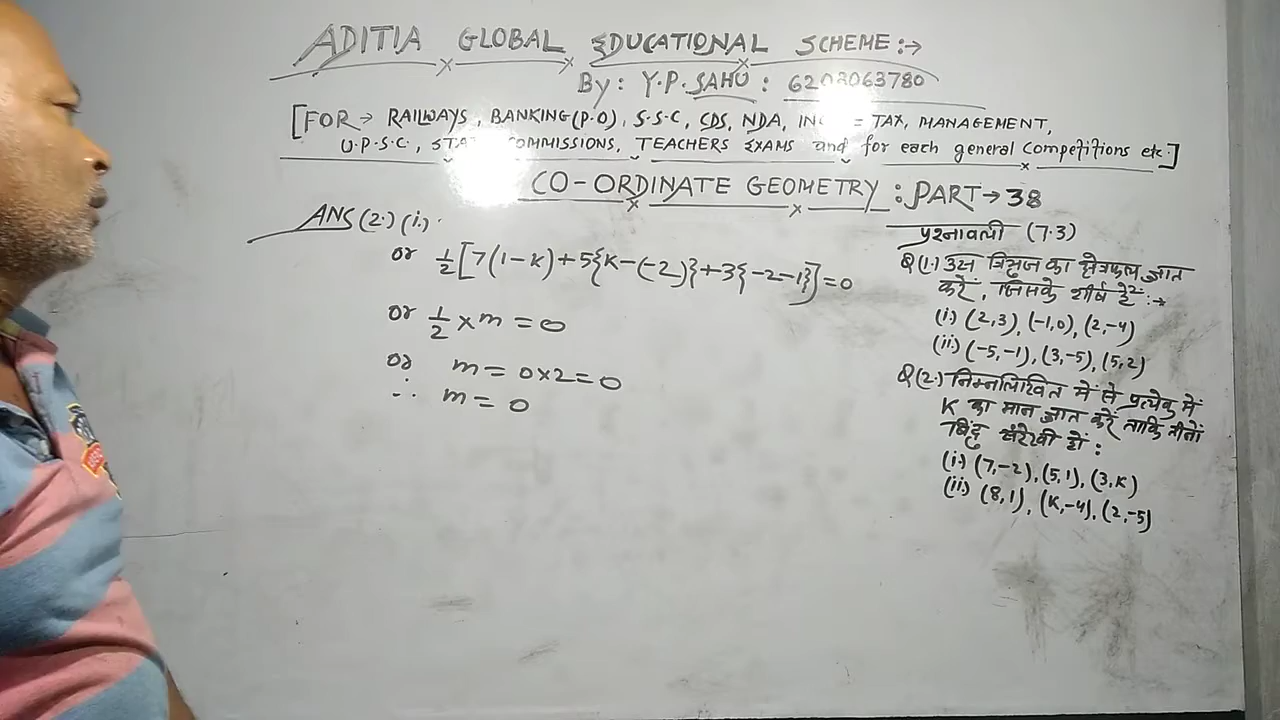 ADITIA GLOBAL EDUCATIONAL SCHEME :→
By: Y.P. SAHU : 6203063780
[FOR → RAILWAYS, BANKING(P.O), S.S.C, CDS, NDA, TAX, MANAGEMENT,
U.P.S.C., COMMISSIONS, TEACHERS EXAMS and for each general competitions etc.]
CO-ORDINATE GEOMETRY : PART → 38
ANS (2.) (i.).
or 1/2[7(1-K)+5{K-(-2)}+3{-2-1}]=0
or 1/2 × m = 0
or m = 0×2 = 0
∴ m = 0
प्रश्नावली (7.3)
Q(1.) उस त्रिभुज का क्षेत्रफल ज्ञात
करें, जिसके शीर्ष हैं :→
(i.) (2,3), (-1,0), (2,-4)
(ii.) (-5,-1), (3,-5), (5,2)
Q(2.) निम्नलिखित में से प्रत्येक में
K का मान ज्ञात करें ताकि तीनों
बिंदु संरेखी हों :
(i.) (7,-2), (5,1), (3,K)
(ii) (8,1), (K,-4), (2,-5)